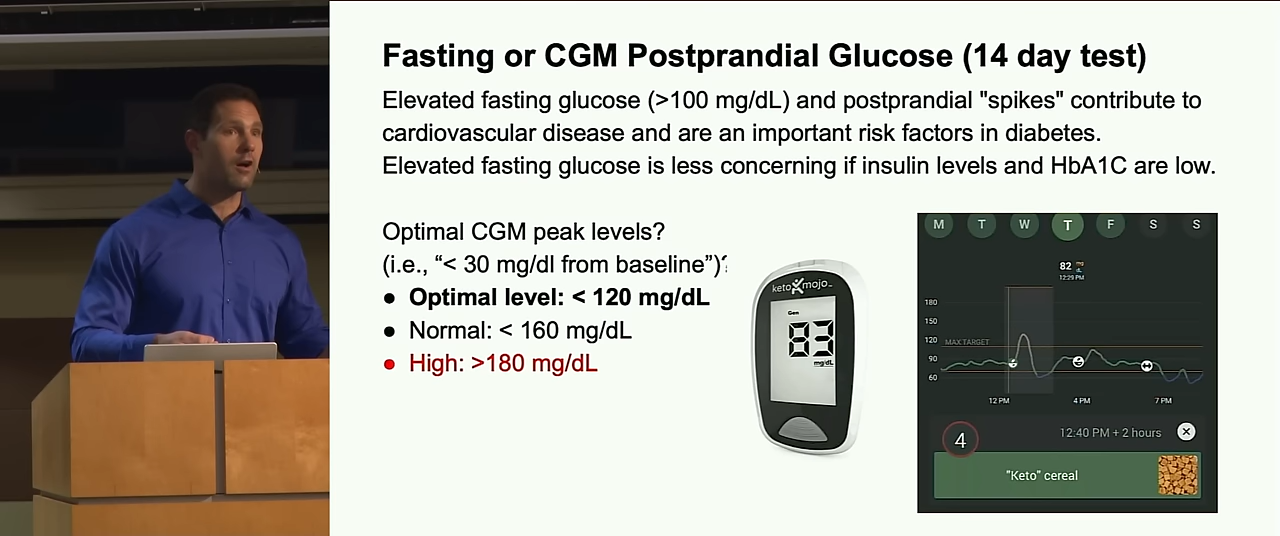 Fasting or CGM Postprandial Glucose (14 day test)
Elevated fasting glucose (>100 mg/dL) and postprandial "spikes" contribute to
cardiovascular disease and are an important risk factors in diabetes.
Elevated fasting glucose is less concerning if insulin levels and HbA1C are low.
Optimal CGM peak levels?
(i.e., “< 30 mg/dl from baseline”)?
● Optimal level: < 120 mg/dL
● Normal: < 160 mg/dL
● High: >180 mg/dL
keto mojo
Gen
83
mg/dL
M T W T F S S
82
12:29 PM
180
150
120
MAX TARGET
90
60
12 PM 4 PM 7 PM
4
12:40 PM + 2 hours
"Keto" cereal